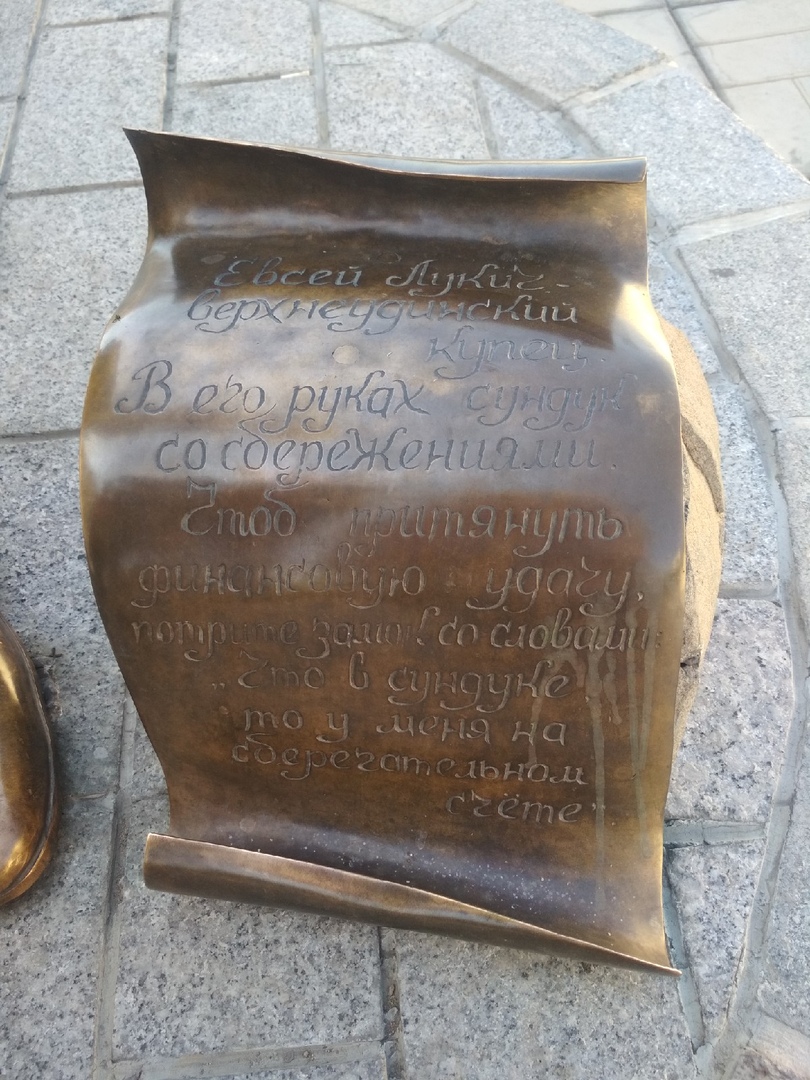 Евсей Лукич-
верхнеудинский
купец.
В его руках сундук
со сбережениями.
Чтоб притянуть
финансовую удачу,
потрите замок со словами:
„Что в сундуке,
то у меня на
сберегательном
счёте”.